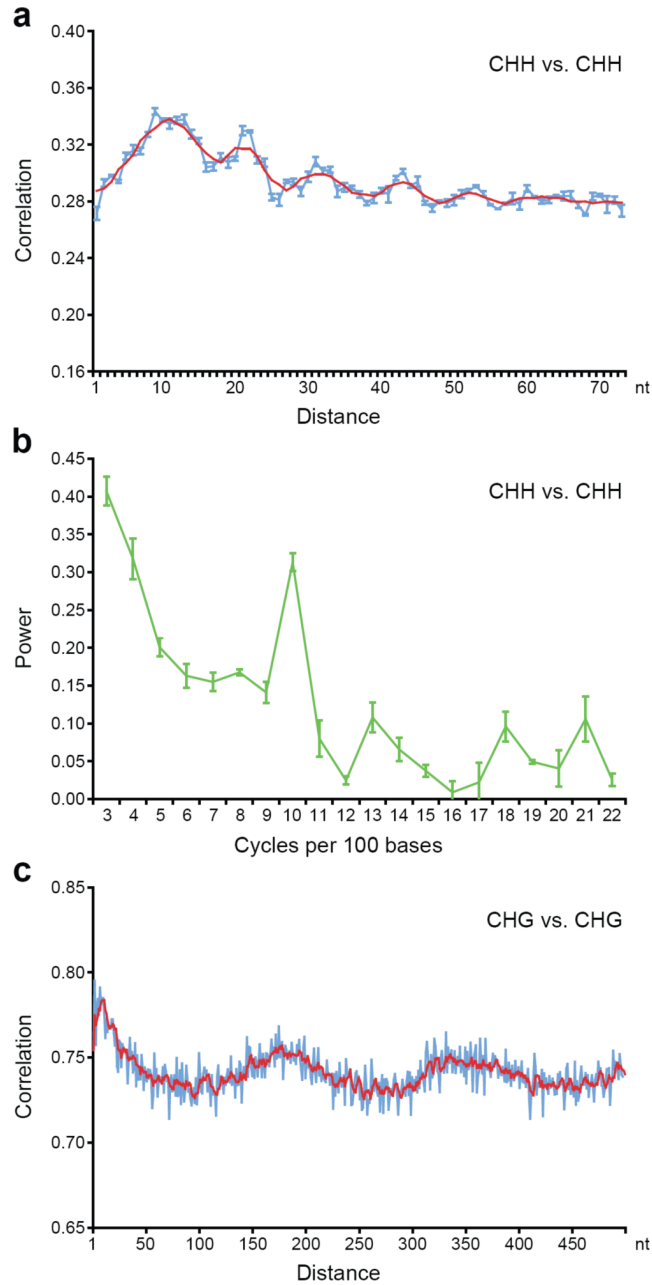 a
0.40
0.36
0.32
0.28
0.24
0.20
0.16
Correlation
CHH vs. CHH
1 10 20 30 40 50 60 70 nt
Distance
b
0.45
0.40
0.35
0.30
0.25
0.20
0.15
0.10
0.05
0.00
Power
CHH vs. CHH
3 4 5 6 7 8 9 10 11 12 13 14 15 16 17 18 19 20 21 22
Cycles per 100 bases
c
0.85
0.80
0.75
0.70
0.65
Correlation
CHG vs. CHG
1 50 100 150 200 250 300 350 400 450 nt
Distance